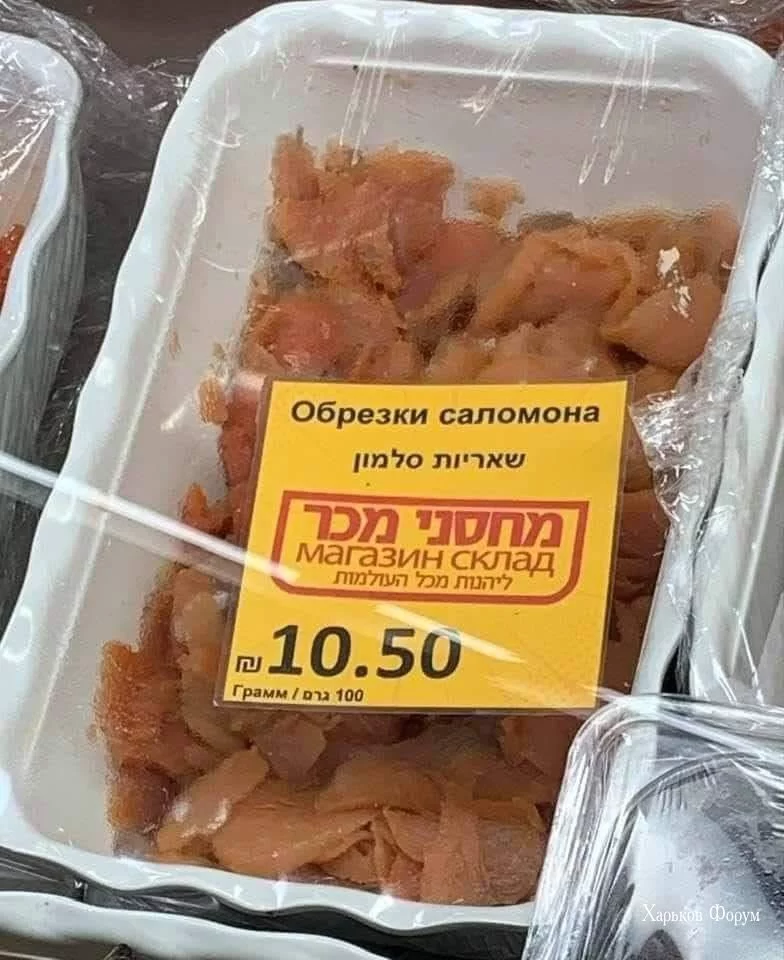 Обрезки саломона
שאריות סלמון
מחסני מכר
магазин склад
ליהנות מכל העולמות
₪10.50
Грамм / גרם 100
Харьков Форум